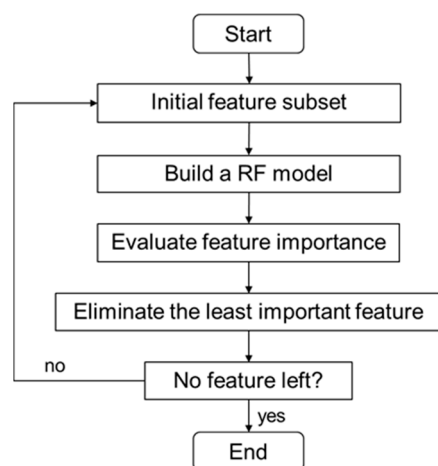 Start
Initial feature subset
Build a RF model
Evaluate feature importance
Eliminate the least important feature
no
No feature left?
yes
End